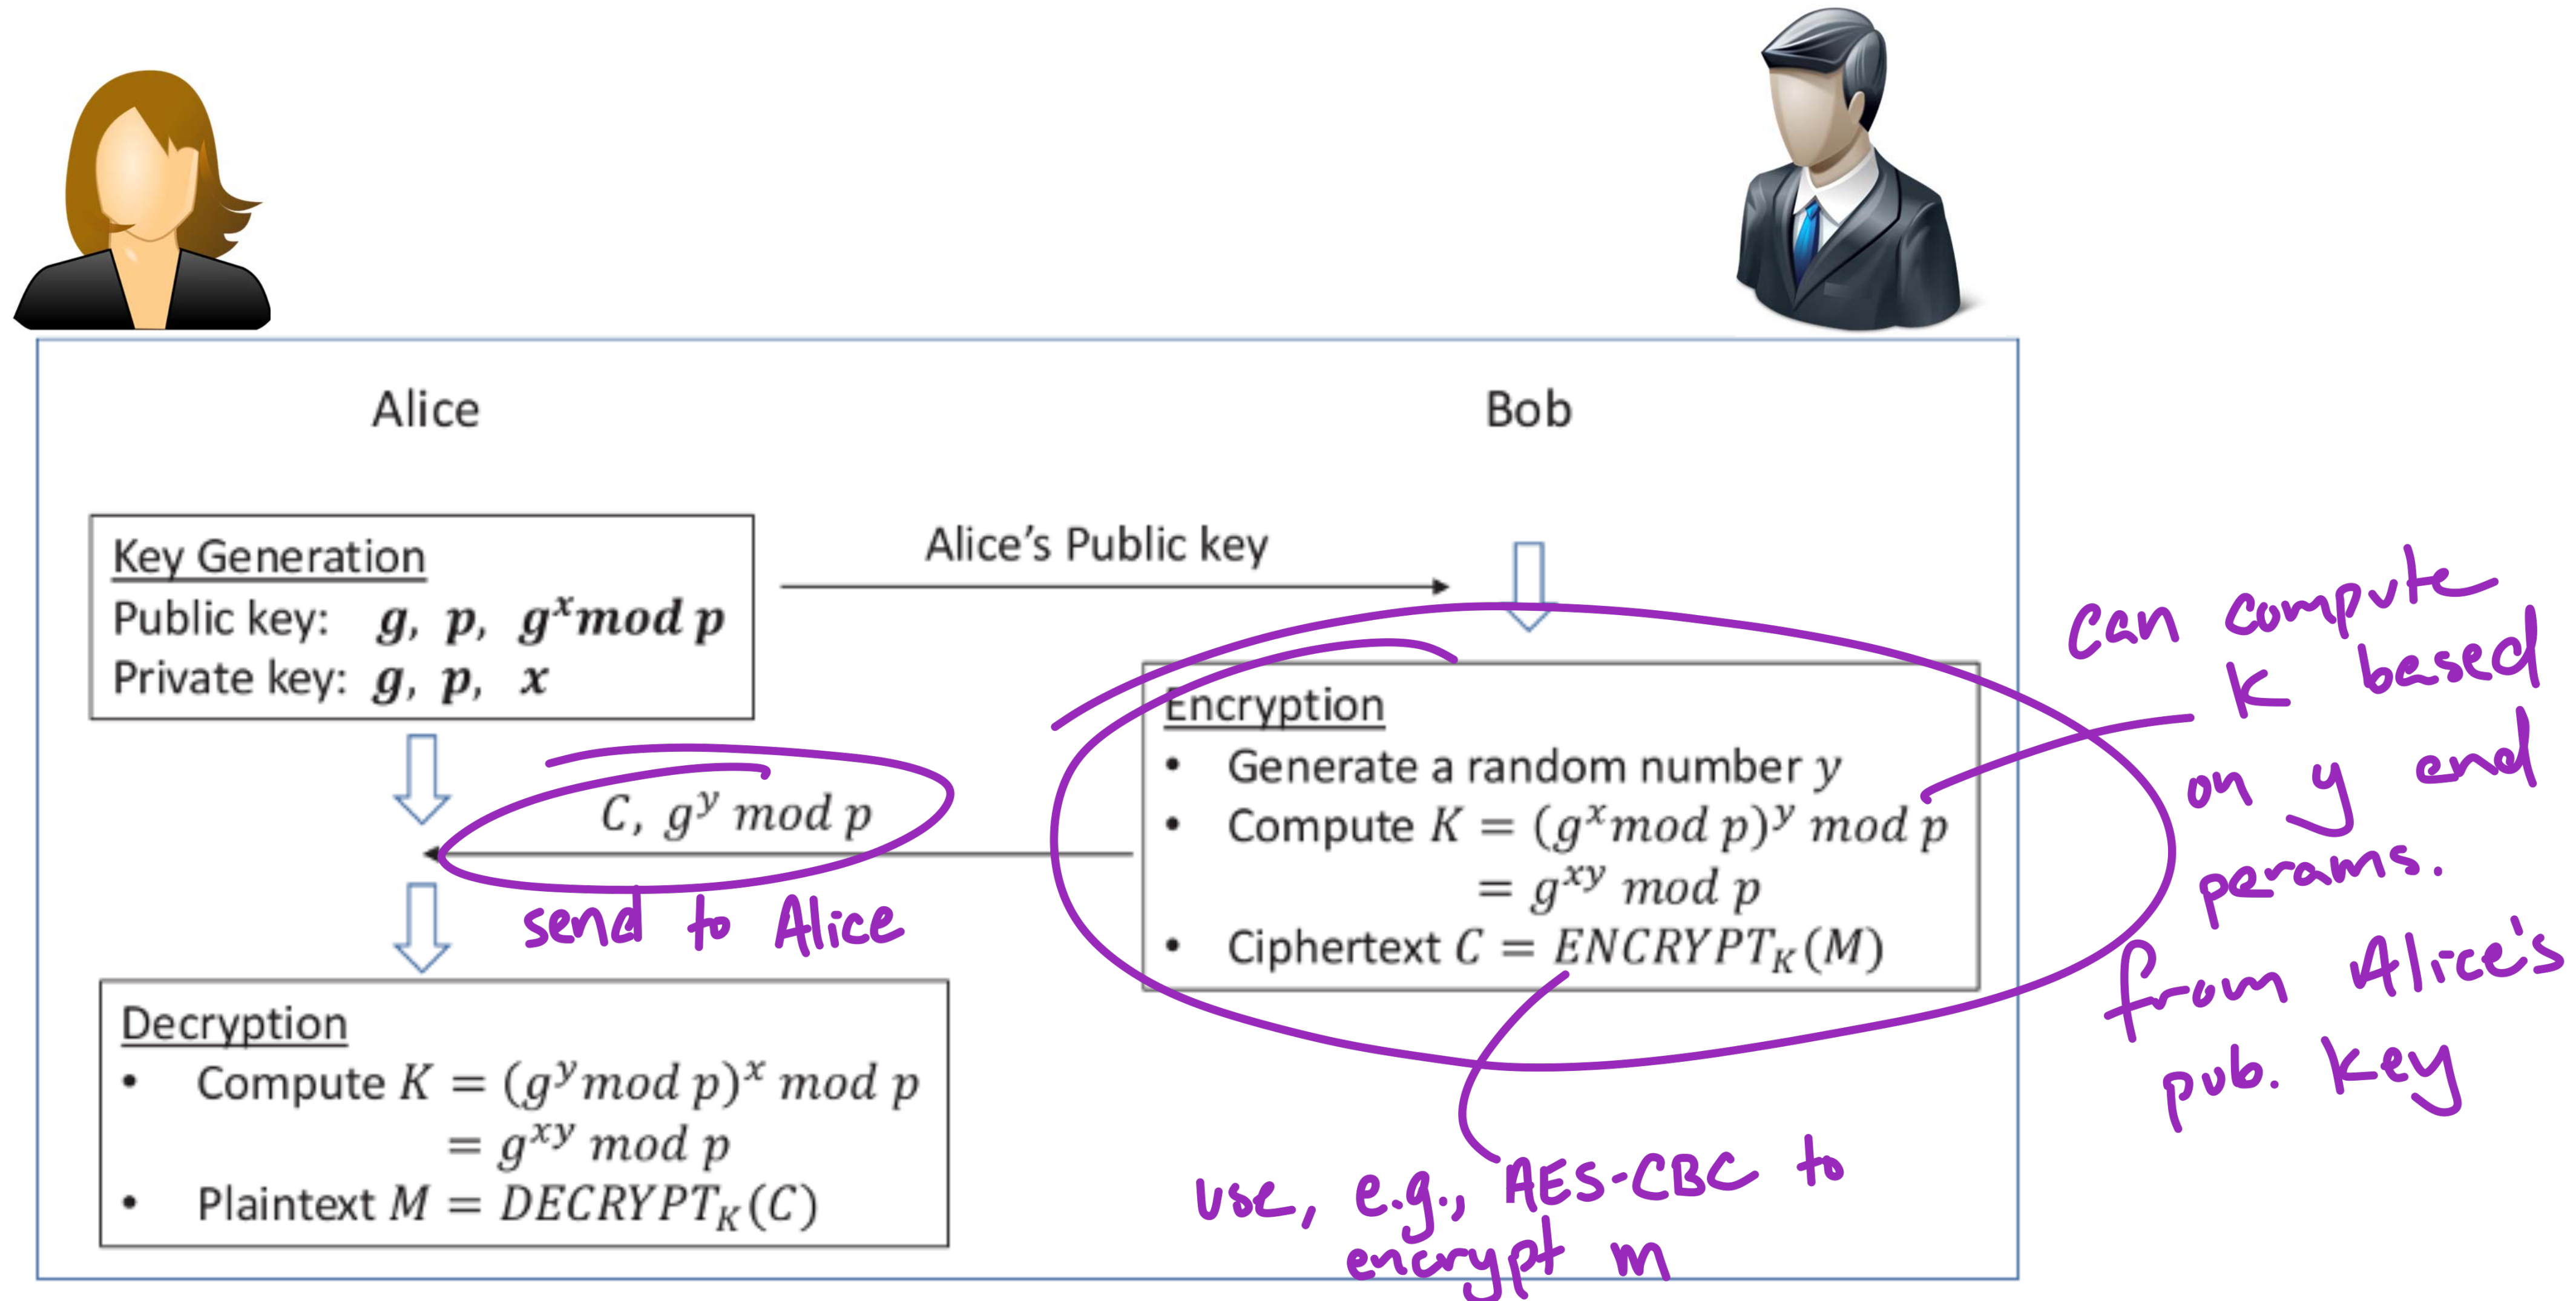 Alice
Bob
Key Generation
Public key: g, p, g^x mod p
Private key: g, p, x
Alice's Public key
C, g^y mod p
send to Alice
Encryption
• Generate a random number y
• Compute K = (g^x mod p)^y mod p
= g^xy mod p
• Ciphertext C = ENCRYPT_K(M)
can compute
K based
on y and
params.
from Alice's
pub. key
Decryption
• Compute K = (g^y mod p)^x mod p
= g^xy mod p
• Plaintext M = DECRYPT_K(C)
use, e.g., AES-CBC to
encrypt m